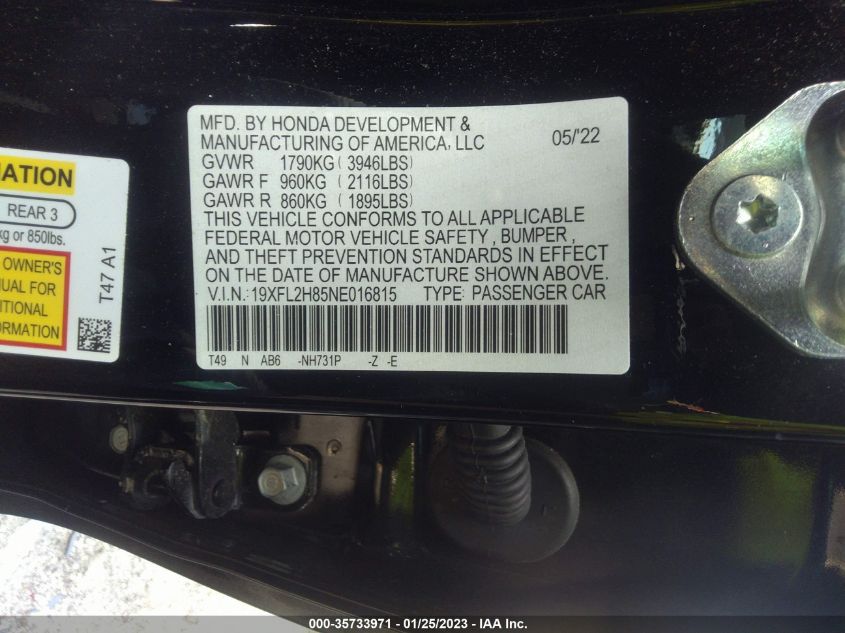 MFD. BY HONDA DEVELOPMENT &
MANUFACTURING OF AMERICA, LLC 05/'22
GVWR 1790KG ( 3946LBS )
GAWR F 960KG ( 2116LBS )
GAWR R 860KG ( 1895LBS )
THIS VEHICLE CONFORMS TO ALL APPLICABLE
FEDERAL MOTOR VEHICLE SAFETY , BUMPER ,
AND THEFT PREVENTION STANDARDS IN EFFECT
ON THE DATE OF MANUFACTURE SHOWN ABOVE.
V.I.N.: 19XFL2H85NE016815 TYPE: PASSENGER CAR
T49 N AB6 -NH731P -Z -E
MATION
REAR 3
kg or 850lbs.
OWNER'S
UAL FOR
ITIONAL
FORMATION
T47 A1
000-35733971 - 01/25/2023 - IAA Inc.